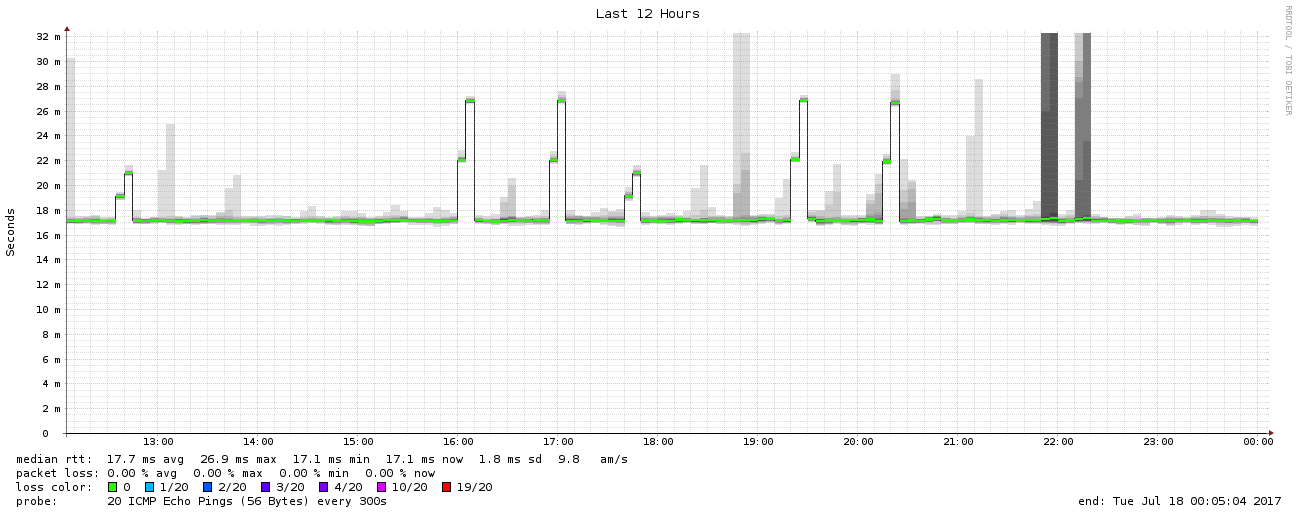 Last 12 Hours
RRDTOOL / TOBI OETIKER
Seconds
32 m
30 m
28 m
26 m
24 m
22 m
20 m
18 m
16 m
14 m
12 m
10 m
8 m
6 m
4 m
2 m
0
13:00 14:00 15:00 16:00 17:00 18:00 19:00 20:00 21:00 22:00 23:00 00:00
median rtt: 17.7 ms avg 26.9 ms max 17.1 ms min 17.1 ms now 1.8 ms sd 9.8 am/s
packet loss: 0.00 % avg 0.00 % max 0.00 % min 0.00 % now
loss color: 0 1/20 2/20 3/20 4/20 10/20 19/20
probe: 20 ICMP Echo Pings (56 Bytes) every 300s end: Tue Jul 18 00:05:04 2017